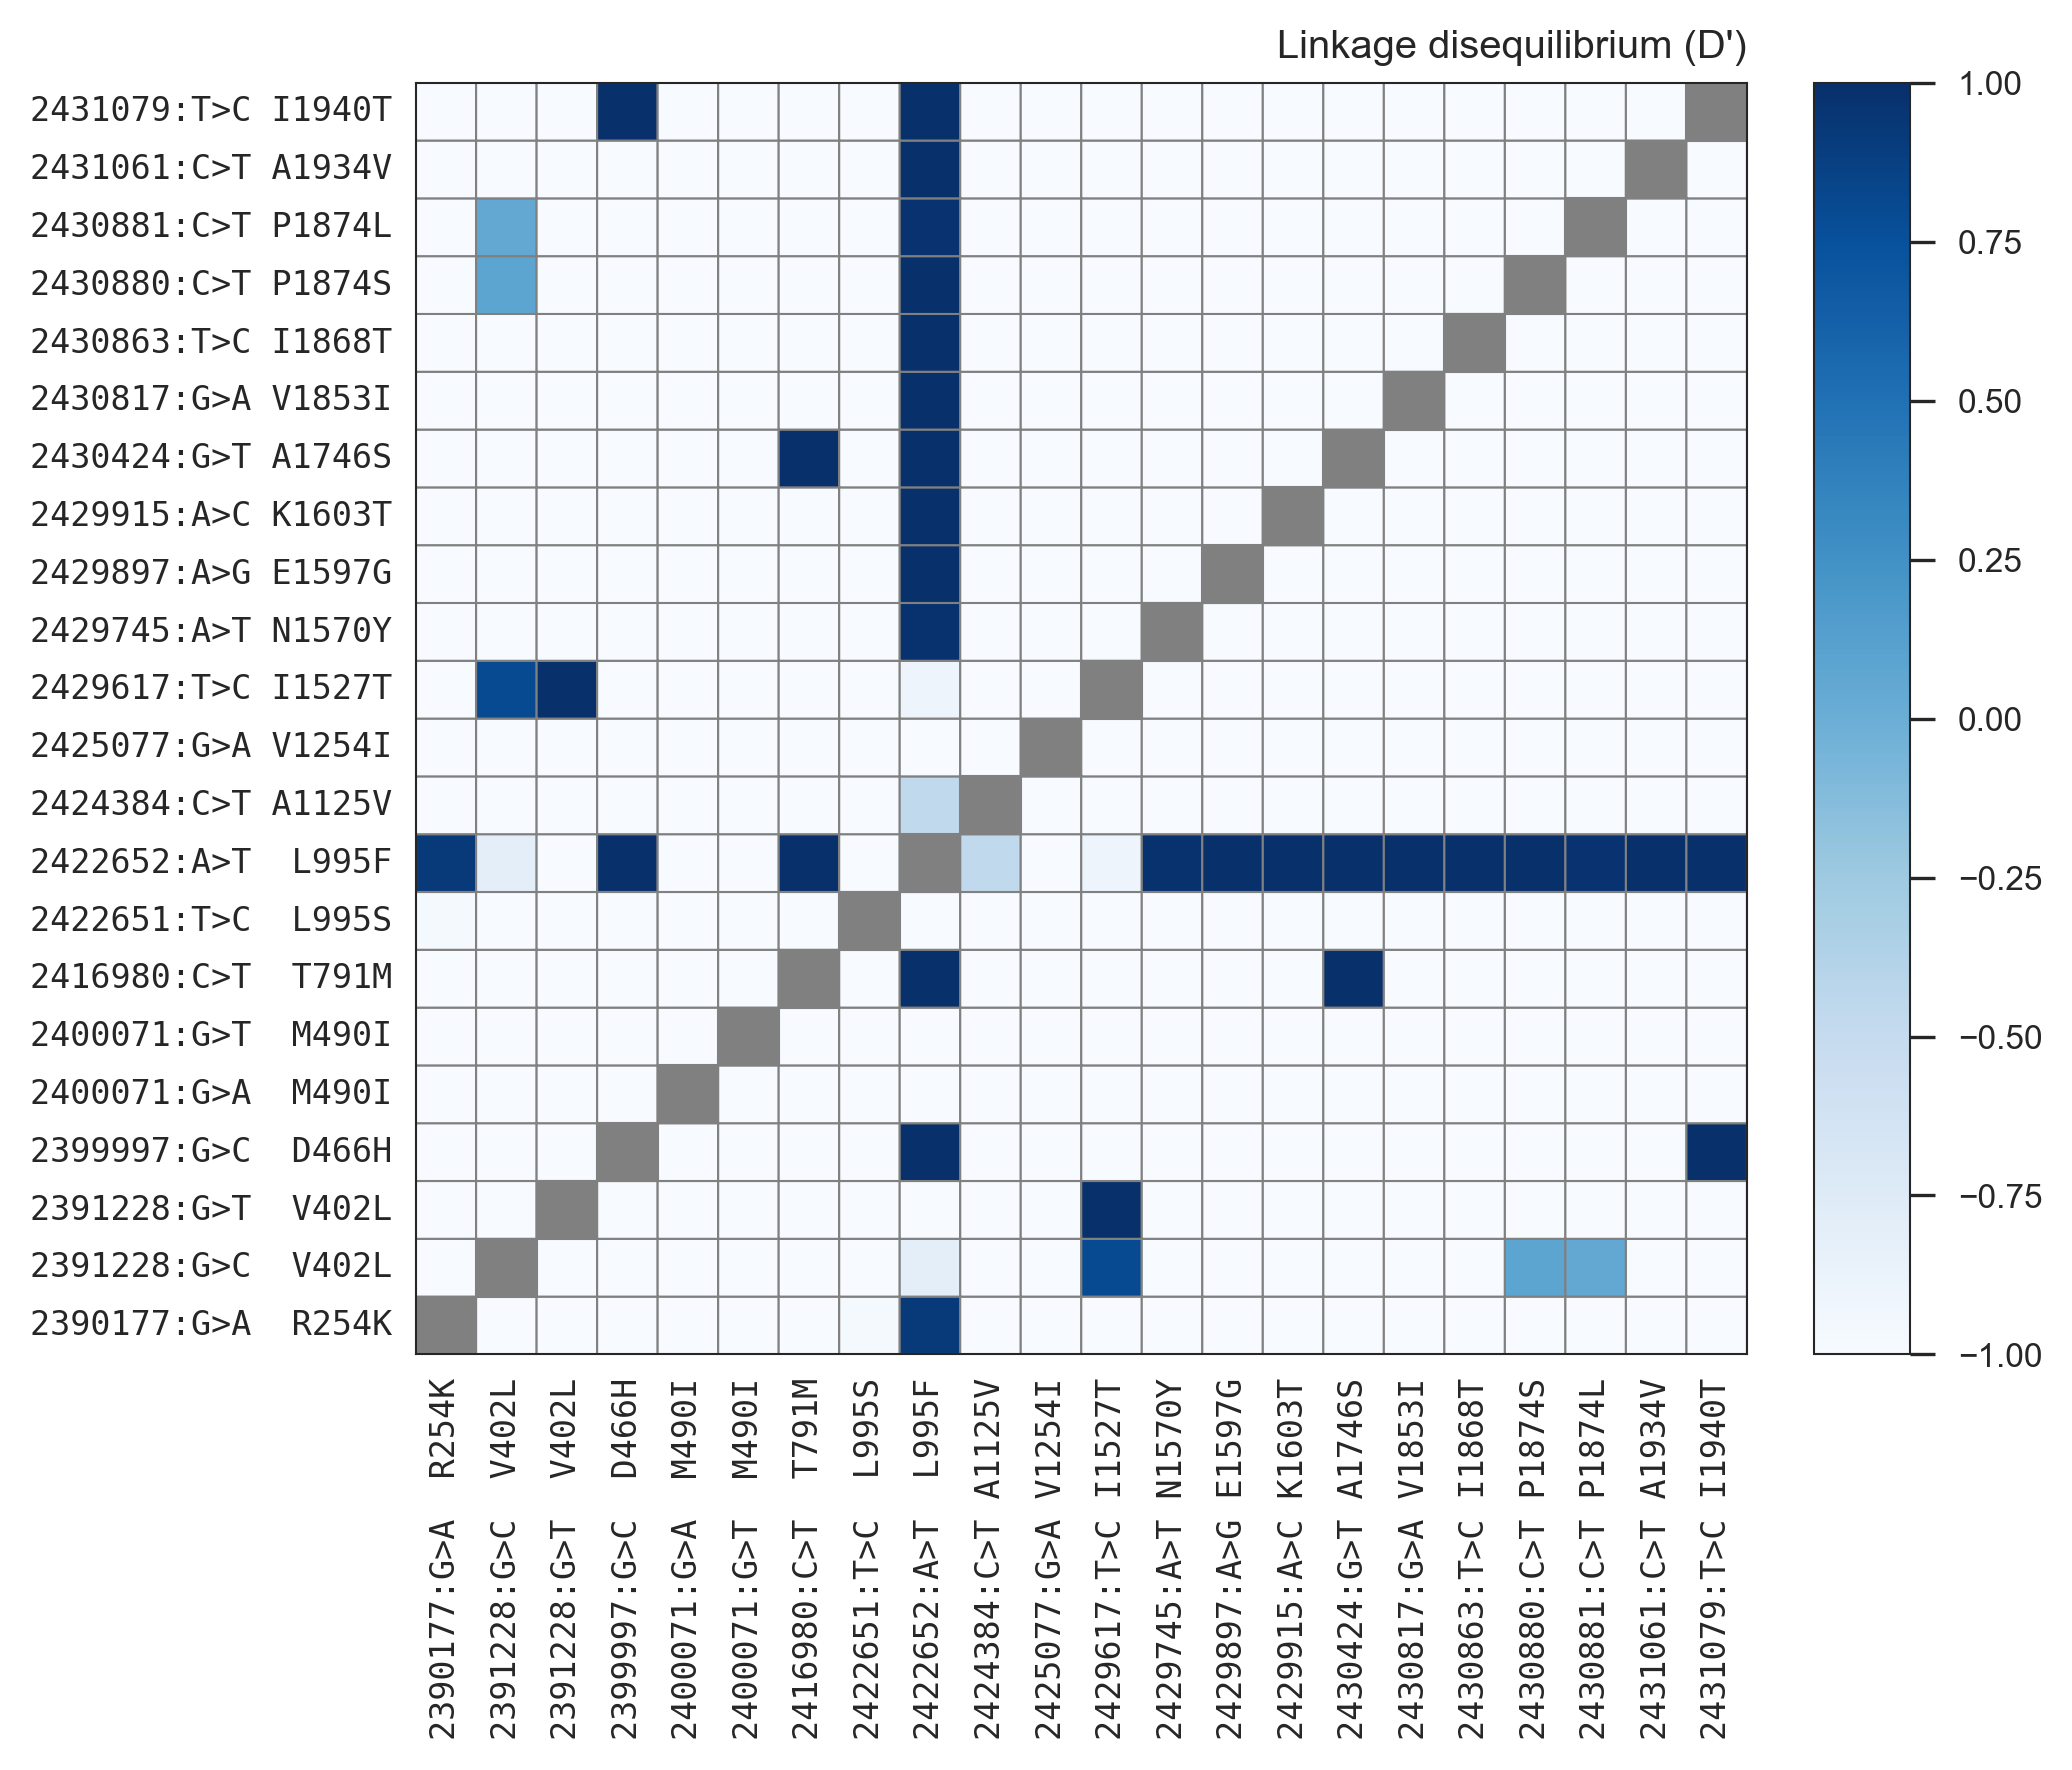 Linkage disequilibrium (D')
2431079:T>C I1940T
2431061:C>T A1934V
2430881:C>T P1874L
2430880:C>T P1874S
2430863:T>C I1868T
2430817:G>A V1853I
2430424:G>T A1746S
2429915:A>C K1603T
2429897:A>G E1597G
2429745:A>T N1570Y
2429617:T>C I1527T
2425077:G>A V1254I
2424384:C>T A1125V
2422652:A>T L995F
2422651:T>C L995S
2416980:C>T T791M
2400071:G>T M490I
2400071:G>A M490I
2399997:G>C D466H
2391228:G>T V402L
2391228:G>C V402L
2390177:G>A R254K
2390177:G>A R254K
2391228:G>C V402L
2391228:G>T V402L
2399997:G>C D466H
2400071:G>A M490I
2400071:G>T M490I
2416980:C>T T791M
2422651:T>C L995S
2422652:A>T L995F
2424384:C>T A1125V
2425077:G>A V1254I
2429617:T>C I1527T
2429745:A>T N1570Y
2429897:A>G E1597G
2429915:A>C K1603T
2430424:G>T A1746S
2430817:G>A V1853I
2430863:T>C I1868T
2430880:C>T P1874S
2430881:C>T P1874L
2431061:C>T A1934V
2431079:T>C I1940T
1.00
0.75
0.50
0.25
0.00
−0.25
−0.50
−0.75
−1.00